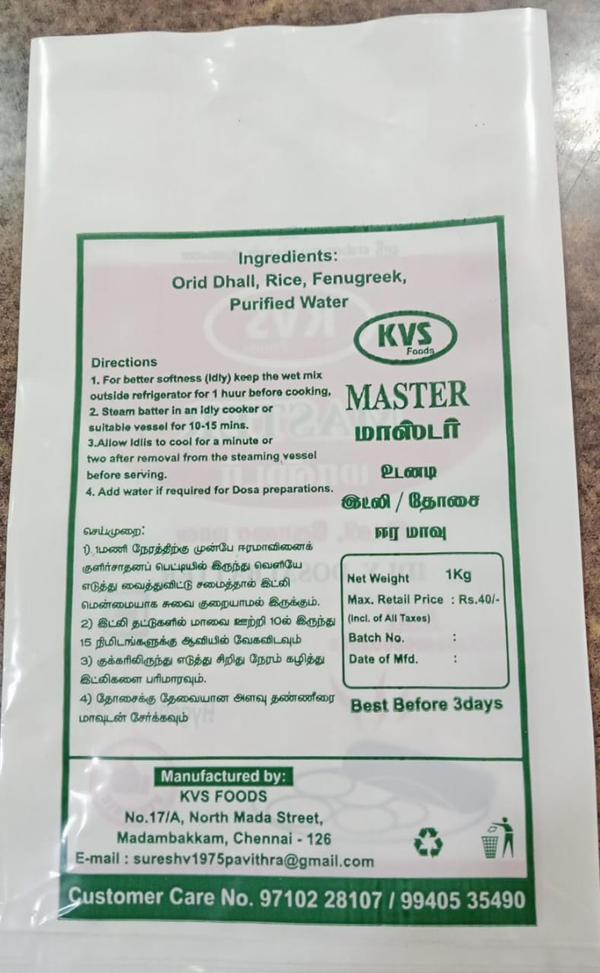 Ingredients:
Orid Dhall, Rice, Fenugreek,
Purified Water
KVS
Foods
MASTER
மாஸ்டர்
உடனடி
இட்லி / தோசை
ஈர மாவு
Directions
1. For better softness (Idly) keep the wet mix
outside refrigerator for 1 huur before cooking,
2. Steam batter in an Idly cooker or
suitable vessel for 10-15 mins.
3.Allow Idlis to cool for a minute or
two after removal from the steaming vessel
before serving.
4. Add water if required for Dosa preparations.
செய்முறை:
1) 1மணி நேரத்திற்கு முன்பே ஈரமாவினைக்
குளிர்சாதனப் பெட்டியில் இருந்து வெளியே
எடுத்து வைத்துவிட்டு சமைத்தால் இட்லி
மென்மையாக சுவை குறையாமல் இருக்கும்.
2) இட்லி தட்டுகளில் மாவை ஊற்றி 10ல் இருந்து
15 நிமிடங்களுக்கு ஆவியில் வேகவிடவும்
3) குக்கரிலிருந்து எடுத்து சிறிது நேரம் கழித்து
இட்லிகளை பரிமாரவும்.
4) தோசைக்கு தேவையான அளவு தண்ணீரை
மாவுடன் சேர்க்கவும்
Net Weight 1Kg
Max. Retail Price : Rs.40/-
(Incl. of All Taxes)
Batch No. :
Date of Mfd. :
Best Before 3days
Manufactured by:
KVS FOODS
No.17/A, North Mada Street,
Madambakkam, Chennai - 126
E-mail : sureshv1975pavithra@gmail.com
Customer Care No. 97102 28107 / 99405 35490